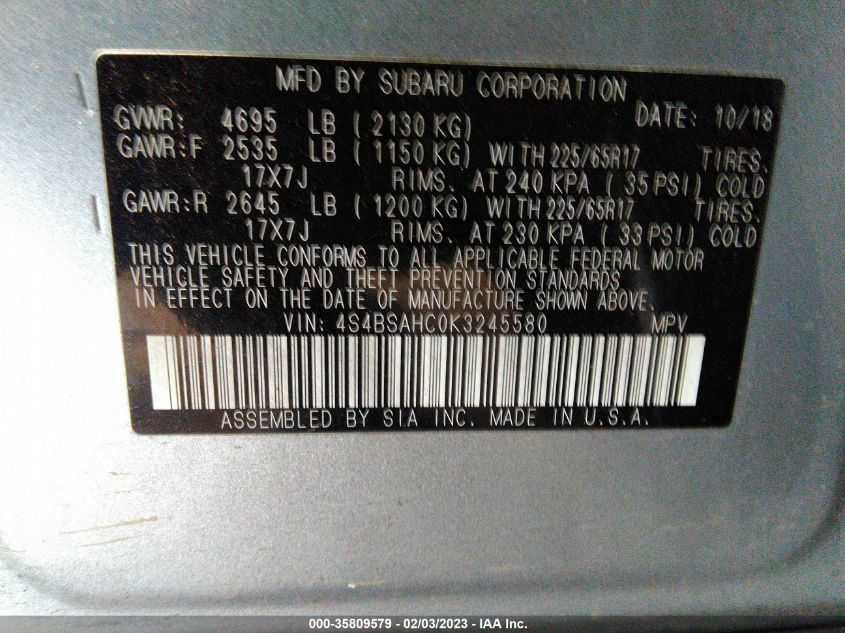 MFD BY SUBARU CORPORATION
GVWR: 4695 LB ( 2130 KG) DATE: 10/18
GAWR:F 2535 LB ( 1150 KG) WITH 225/65R17 TIRES.
17X7J RIMS. AT 240 KPA ( 35 PSI) COLD
GAWR:R 2645 LB ( 1200 KG) WITH 225/65R17 TIRES.
17X7J RIMS. AT 230 KPA ( 33 PSI) COLD
THIS VEHICLE CONFORMS TO ALL APPLICABLE FEDERAL MOTOR
VEHICLE SAFETY AND THEFT PREVENTION STANDARDS
IN EFFECT ON THE DATE OF MANUFACTURE SHOWN ABOVE.
VIN: 4S4BSAHC0K3245580 MPV
ASSEMBLED BY SIA INC. MADE IN U.S.A.
000-35809579 - 02/03/2023 - IAA Inc.